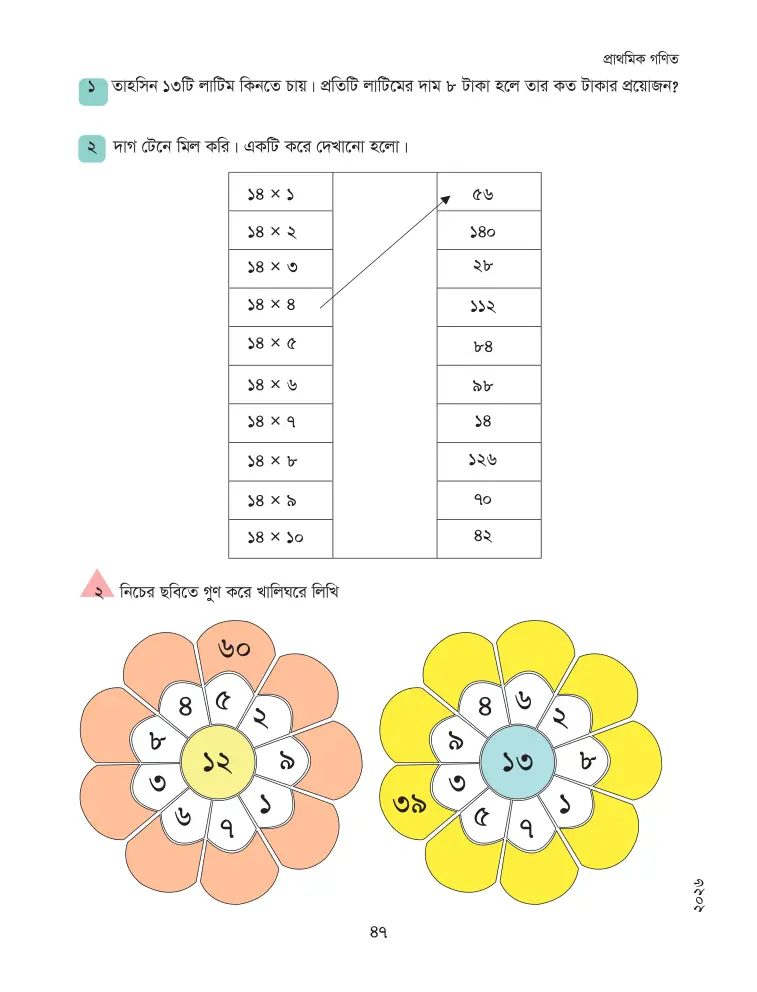 প্রাথমিক গণিত
১ তাহসিন ১৩টি লাটিম কিনতে চায়। প্রতিটি লাটিমের দাম ৮ টাকা হলে তার কত টাকার প্রয়োজন?
২ দাগ টেনে মিল করি। একটি করে দেখানো হলো।
১৪ × ১ ৫৬
১৪ × ২ ১৪০
১৪ × ৩ ২৮
১৪ × ৪ ১১২
১৪ × ৫ ৮৪
১৪ × ৬ ৯৮
১৪ × ৭ ১৪
১৪ × ৮ ১২৬
১৪ × ৯ ৭০
১৪ × ১০ ৪২
২ নিচের ছবিতে গুণ করে খালিঘরে লিখি
৬০
৫
২
৯
১
৭
৬
৩
৮
৪
১২
৬
২
৮
১
৭
৫
৩
৩৯
৯
৪
১৩
২০২৬
৪৭